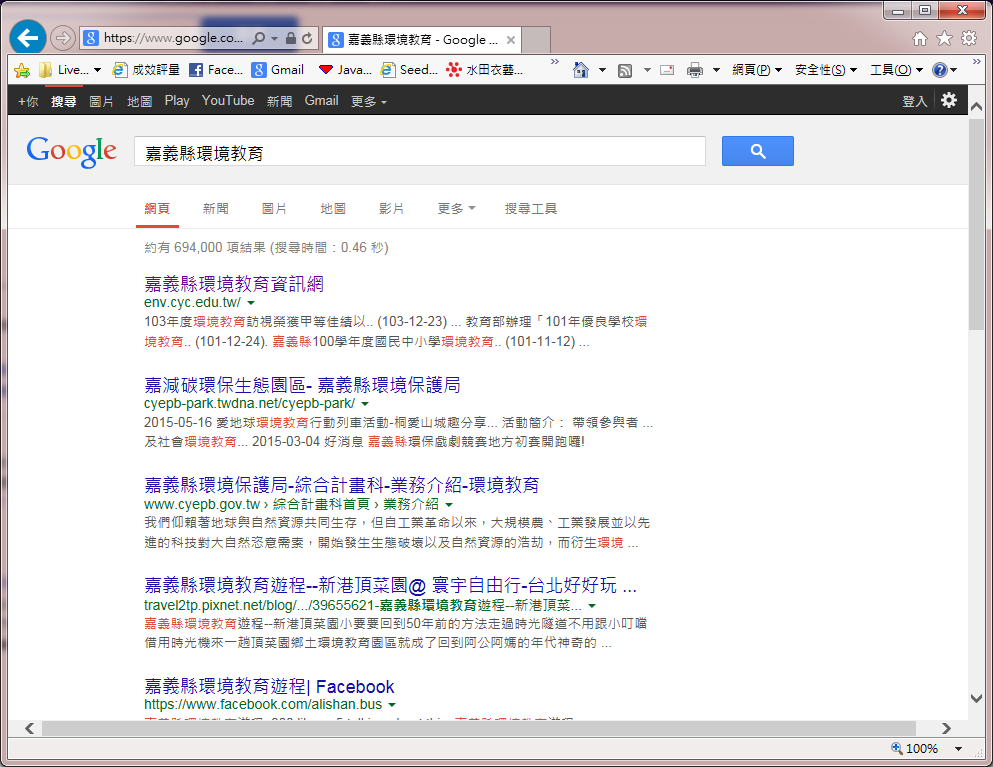 https://www.google.co...
嘉義縣環境教育 - Google ...
Live...
成效評量
Face...
Gmail
Java...
Seed...
水田衣藝...
網頁(P)
安全性(S)
工具(O)
+你 搜尋 圖片 地圖 Play YouTube 新聞 Gmail 更多
登入
Google
嘉義縣環境教育
網頁 新聞 圖片 地圖 影片 更多 搜尋工具
約有 694,000 項結果 (搜尋時間：0.46 秒)
嘉義縣環境教育資訊網
env.cyc.edu.tw/
103年度環境教育訪視榮獲甲等佳績以.. (103-12-23) ... 教育部辦理「101年優良學校環
境教育.. (101-12-24). 嘉義縣100學年度國民中小學環境教育.. (101-11-12) ...
嘉減碳環保生態園區- 嘉義縣環境保護局
cyepb-park.twdna.net/cyepb-park/
2015-05-16 愛地球環境教育行動列車活動-桐愛山城趣分享... 活動簡介： 帶領參與者 ...
及社會環境教育... 2015-03-04 好消息 嘉義縣環保戲劇競賽地方初賽開跑囉!
嘉義縣環境保護局-綜合計畫科-業務介紹-環境教育
www.cyepb.gov.tw › 綜合計畫科首頁 › 業務介紹
我們仰賴著地球與自然資源共同生存，但自工業革命以來，大規模農、工業發展並以先
進的科技對大自然恣意需索，開始發生生態破壞以及自然資源的浩劫，而衍生環境 ...
嘉義縣環境教育遊程--新港頂菜園@ 寰宇自由行-台北好好玩 ...
travel2tp.pixnet.net/blog/.../39655621-嘉義縣環境教育遊程--新港頂菜...
嘉義縣環境教育遊程--新港頂菜園小要要回到50年前的方法走過時光隧道不用跟小叮噹
借用時光機來一趟頂菜園鄉土環境教育園區就成了回到阿公阿媽的年代神奇的 ...
嘉義縣環境教育遊程| Facebook
https://www.facebook.com/alishan.bus
100%